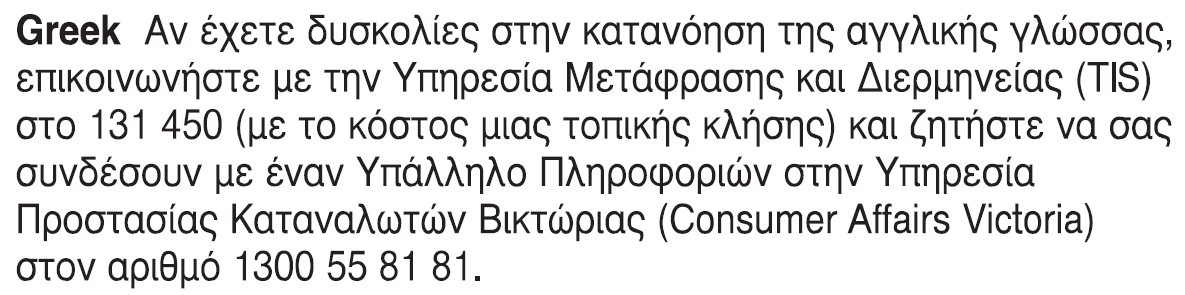 Greek Αν έχετε δυσκολίες στην κατανόηση της αγγλικής γλώσσας,
επικοινωνήστε με την Υπηρεσία Μετάφρασης και Διερμηνείας (TIS)
στο 131 450 (με το κόστος μιας τοπικής κλήσης) και ζητήστε να σας
συνδέσουν με έναν Υπάλληλο Πληροφοριών στην Υπηρεσία
Προστασίας Καταναλωτών Βικτώριας (Consumer Affairs Victoria)
στον αριθμό 1300 55 81 81.